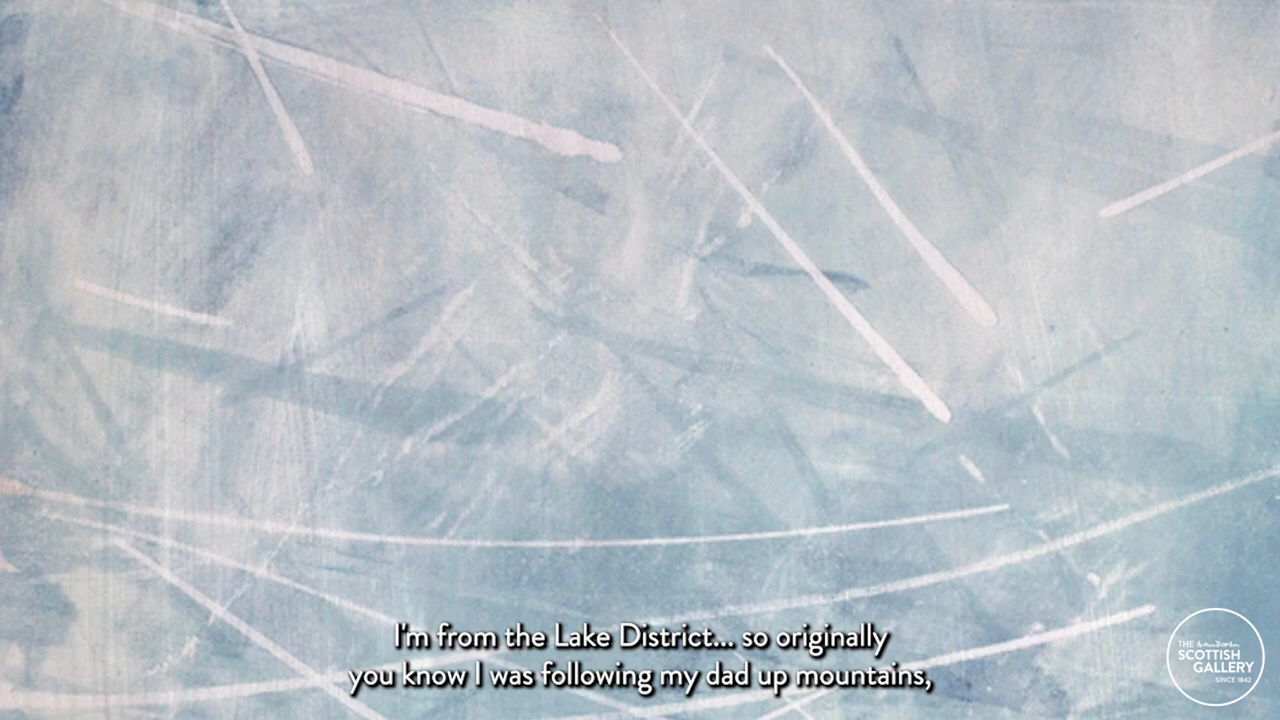 I'm from the Lake District... so originally
you know I was following my dad up mountains,
THE
SCOTTISH
GALLERY
SINCE 1842